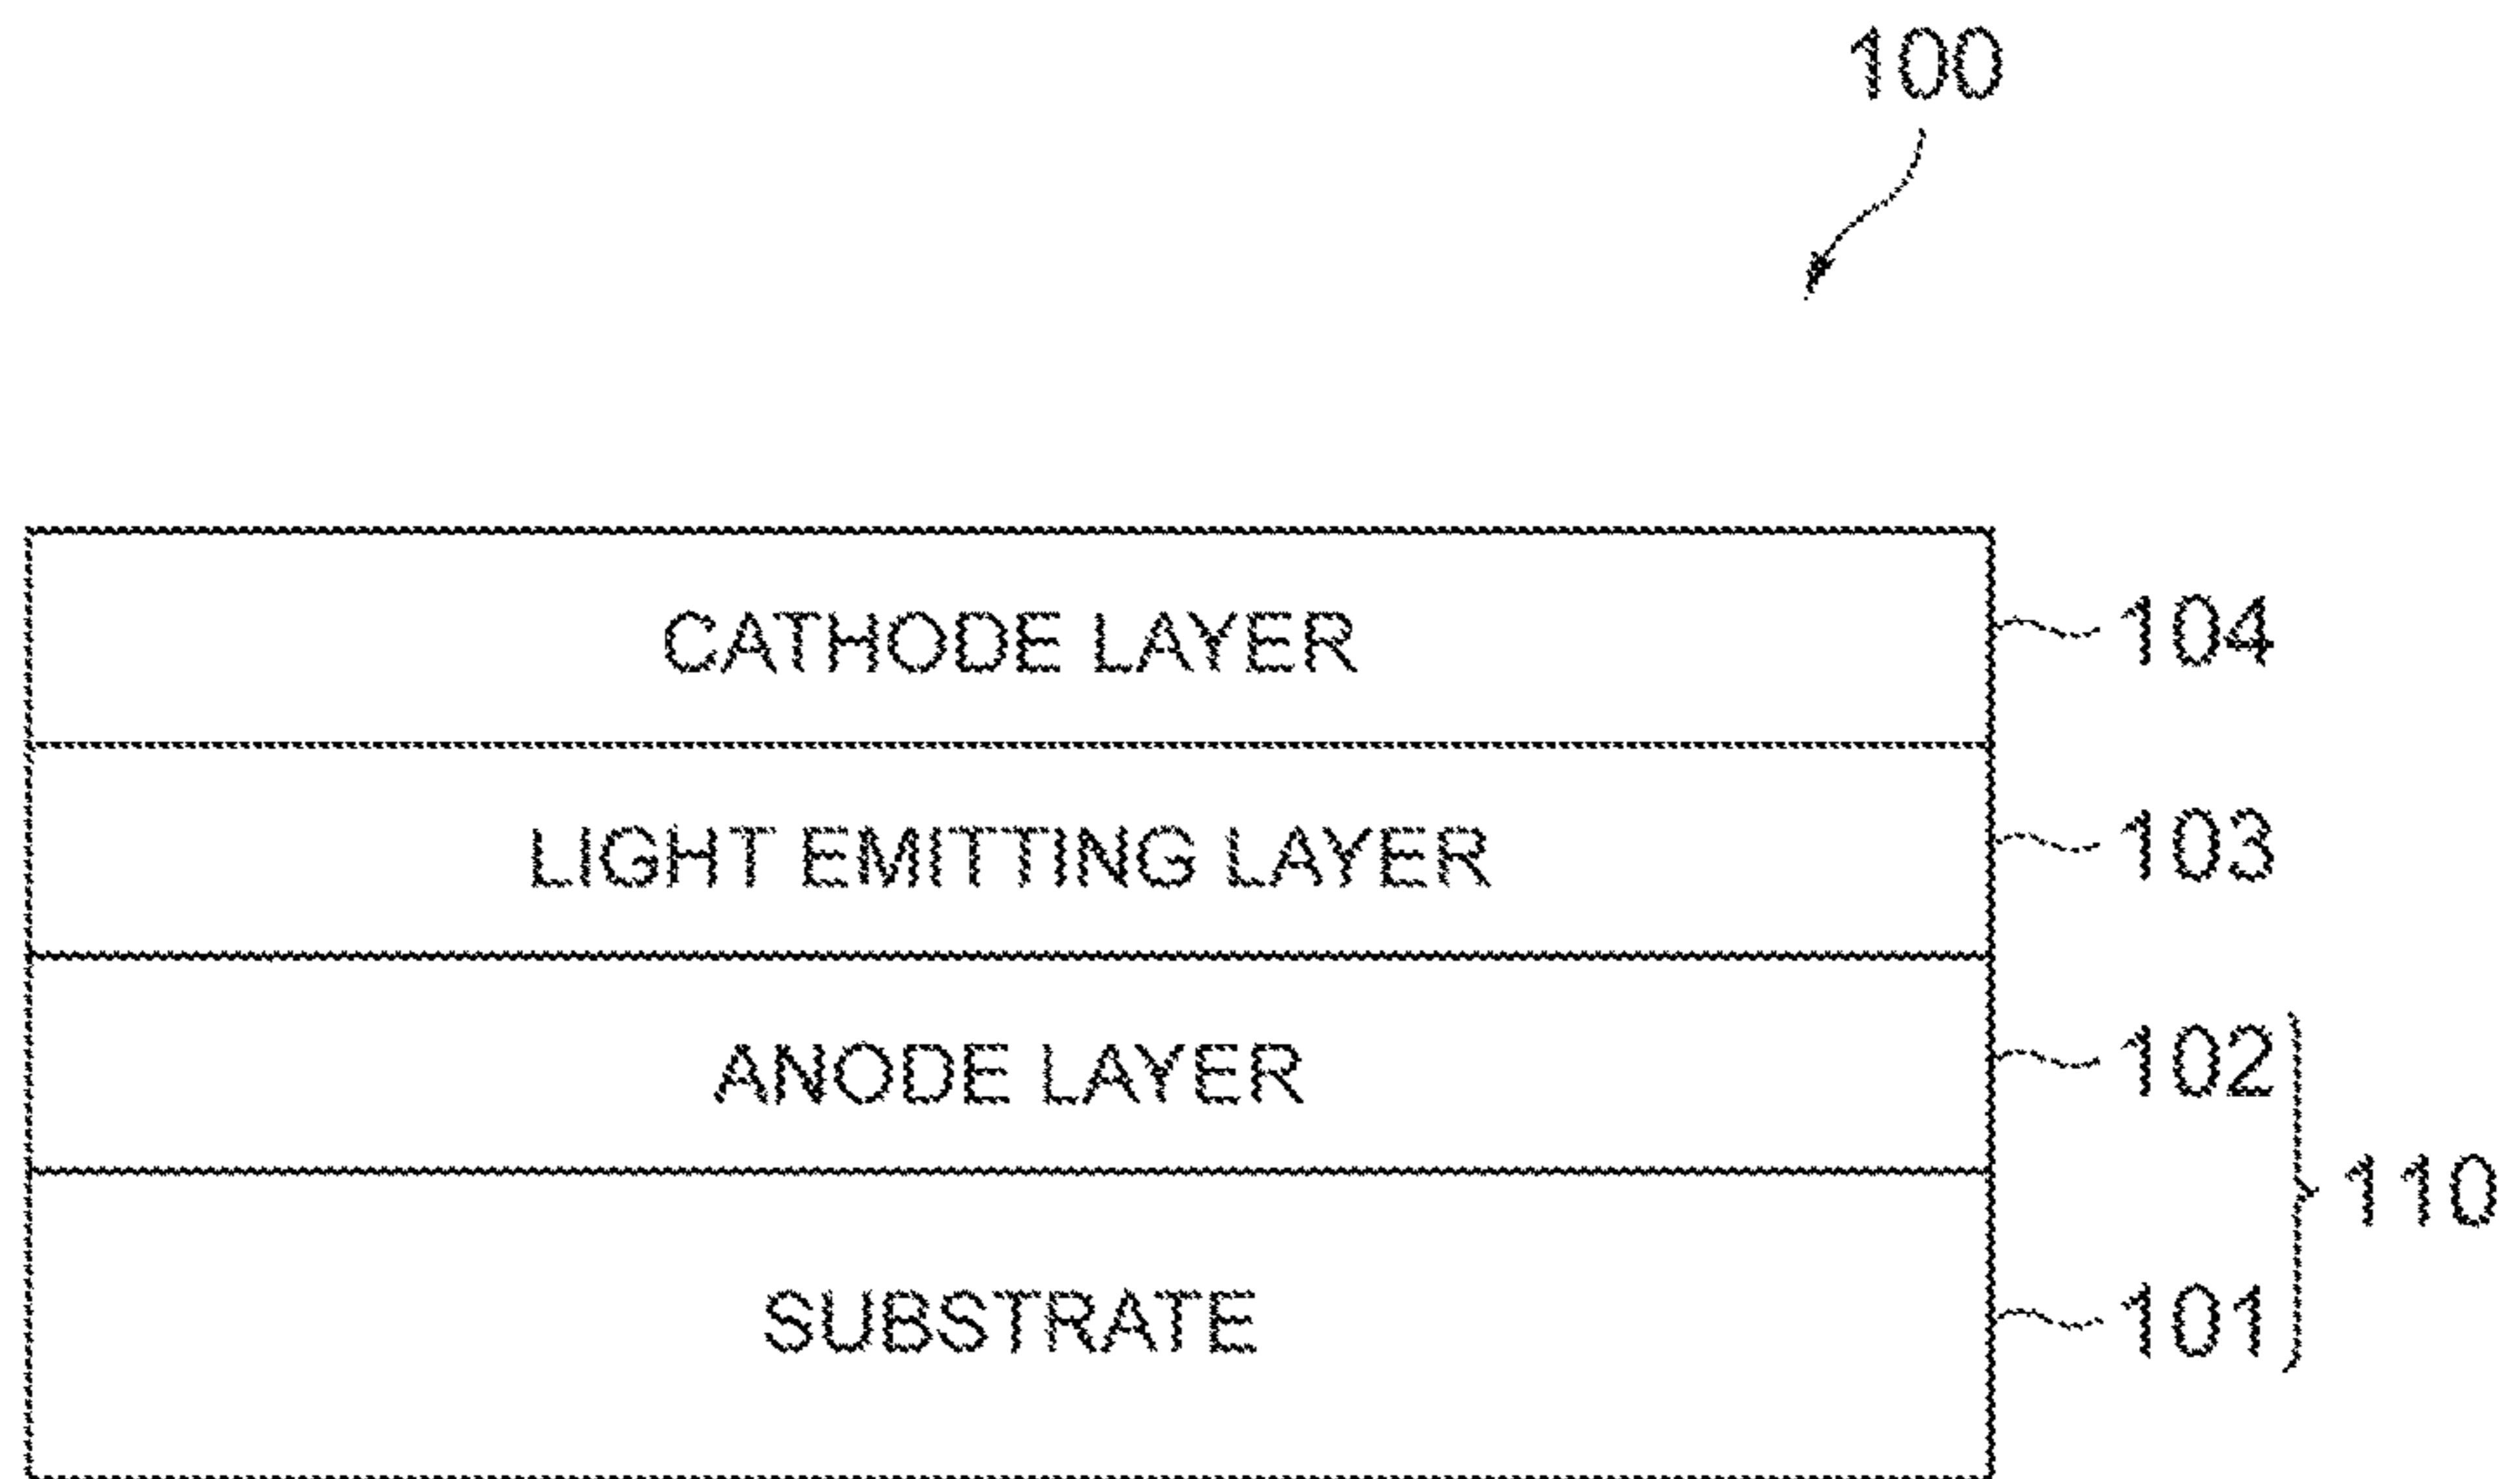 100
CATHODE LAYER 104
LIGHT EMITTING LAYER 103
ANODE LAYER 102
110
SUBSTRATE 101